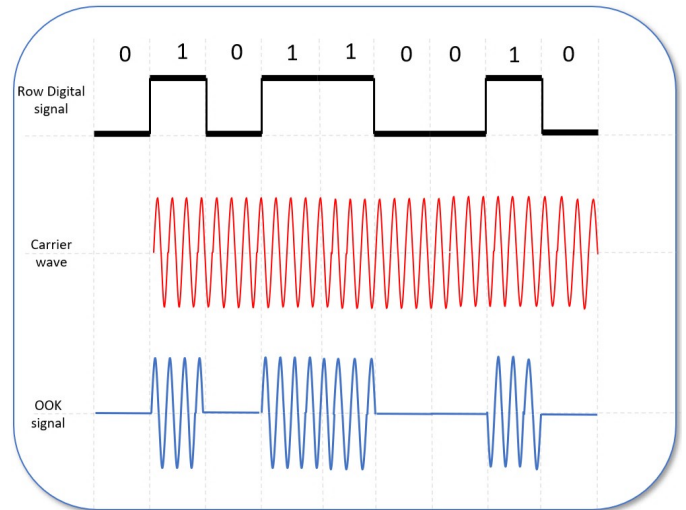 0 1 0 1 1 0 0 1 0
Row Digital
signal
Carrier
wave
OOK
signal